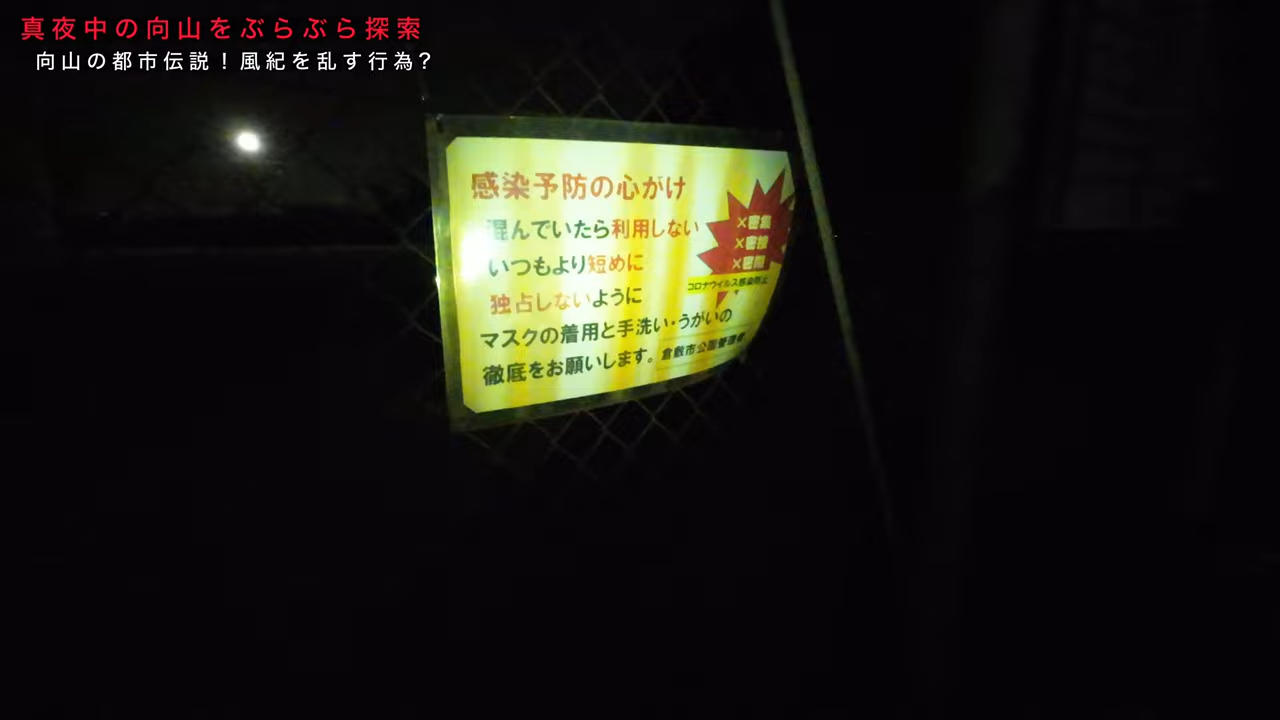 真夜中の向山をぶらぶら探索
向山の都市伝説！風紀を乱す行為？
感染予防の心がけ
混んでいたら利用しない
いつもより短めに
独占しないように
マスクの着用と手洗い・うがいの
徹底をお願いします。倉敷市公園管理者
×密集
×密接
×密閉
コロナウイルス感染防止